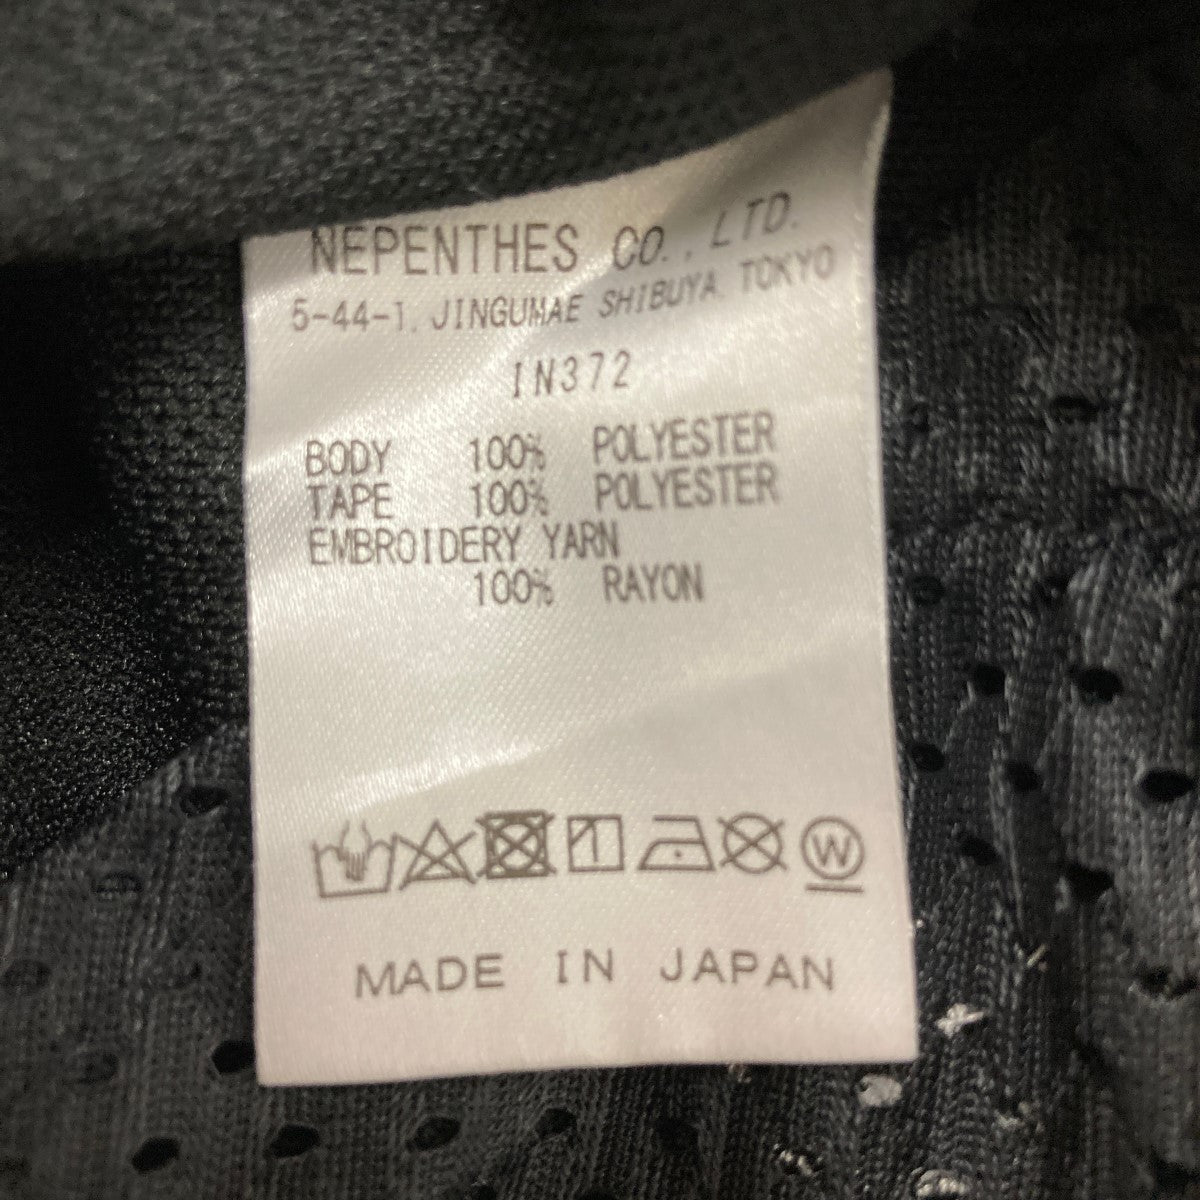 NEPENTHES CO., LTD.
5-44-1, JINGUMAE SHIBUYA, TOKYO
IN372
BODY 100% POLYESTER
TAPE 100% POLYESTER
EMBROIDERY YARN
100% RAYON
W
MADE IN JAPAN